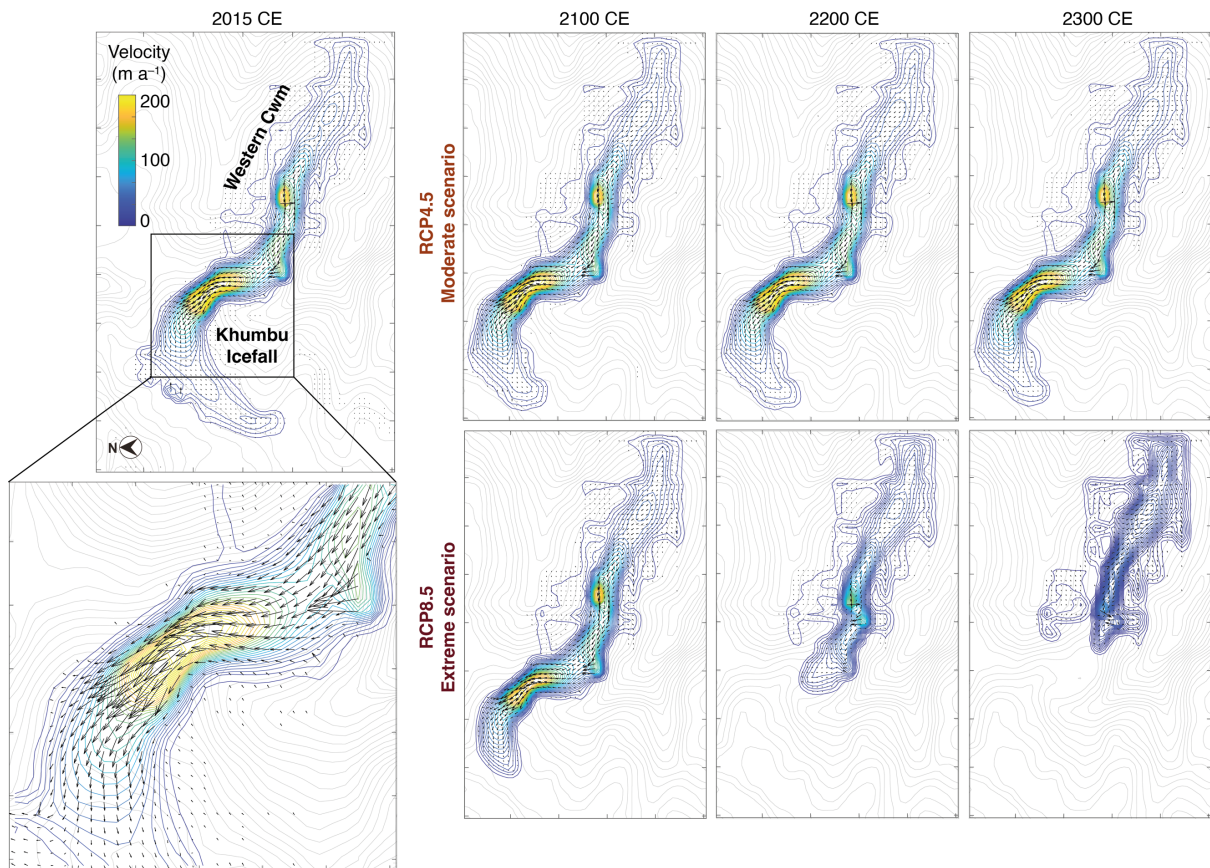 2015 CE
2100 CE
2200 CE
2300 CE
Velocity
(m a⁻¹)
200
100
0
Western Cwm
Khumbu
Icefall
N
RCP4.5
Moderate scenario
RCP8.5
Extreme scenario